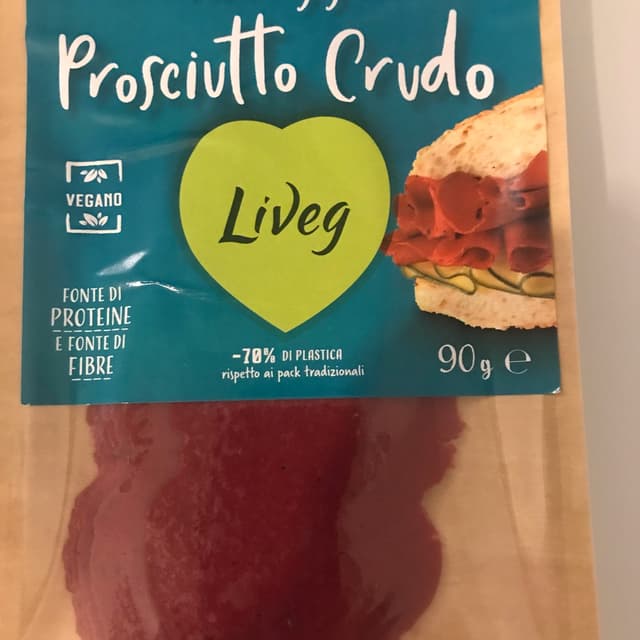 Prosciutto Crudo
Liveg
VEGANO
FONTE DI
PROTEINE
E FONTE DI
FIBRE
-70% DI PLASTICA
rispetto ai pack tradizionali
90g ℮